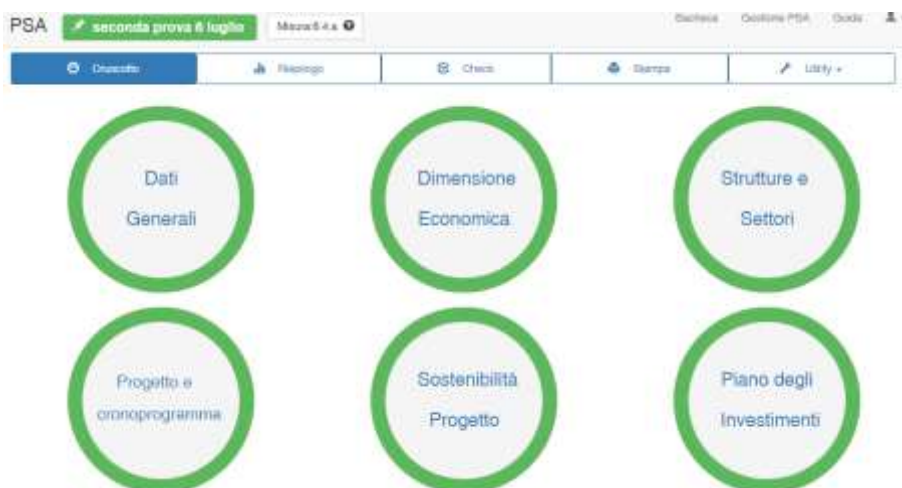 PSA seconda prova 6 luglio Misura 6.4.a Bacheca Gestione PSA Guida
Cruscotto Riepilogo Check Stampa Utility
Dati Dimensione Strutture e
Generali Economica Settori
Progetto e Sostenibilità Piano degli
cronoprogramma Progetto Investimenti